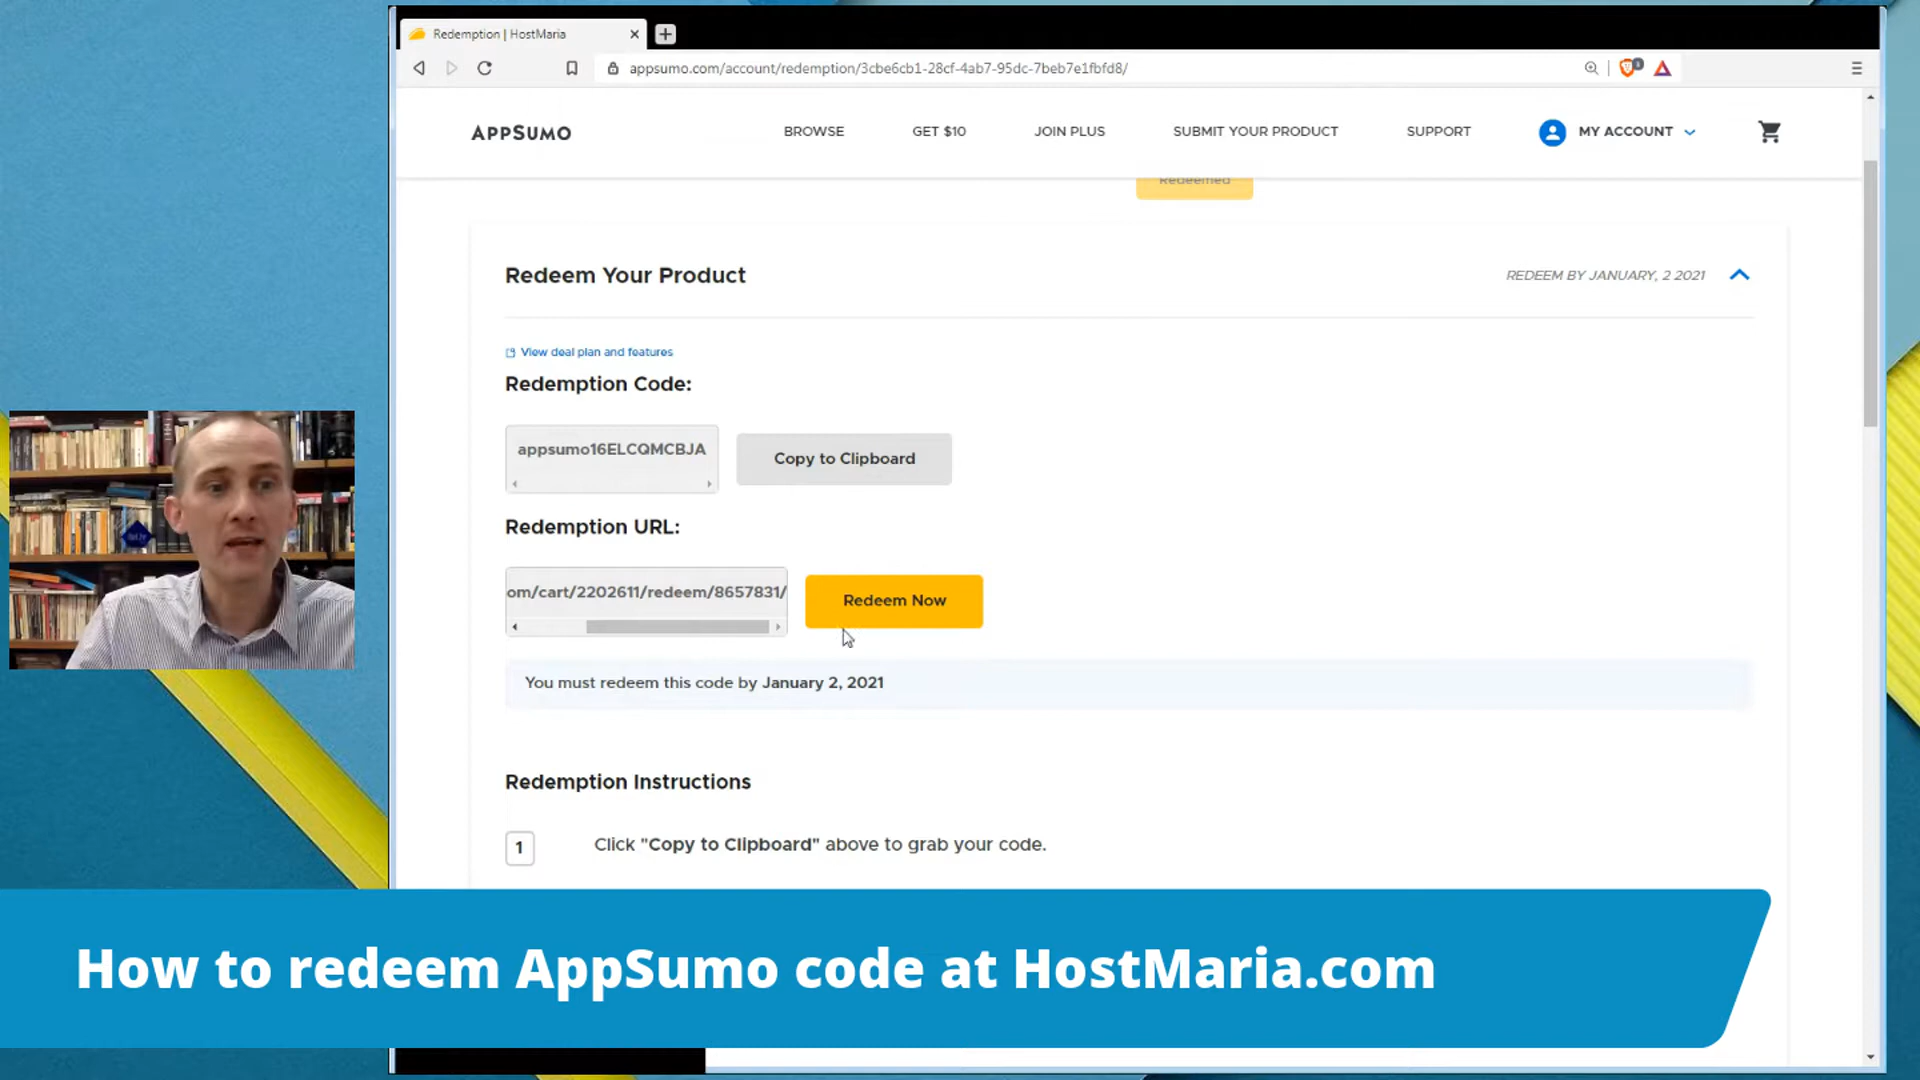 Redemption | HostMaria
appsumo.com/account/redemption/3cbe6cb1-28cf-4ab7-95dc-7beb7e1fbfd8/
APPSUMO
BROWSE
GET $10
JOIN PLUS
SUBMIT YOUR PRODUCT
SUPPORT
MY ACCOUNT
Redeemed
Redeem Your Product
REDEEM BY JANUARY, 2 2021
View deal plan and features
Redemption Code:
appsumo16ELCQMCBJA
Copy to Clipboard
Redemption URL:
om/cart/2202611/redeem/8657831/
Redeem Now
You must redeem this code by January 2, 2021
Redemption Instructions
1
Click "Copy to Clipboard" above to grab your code.
How to redeem AppSumo code at HostMaria.com